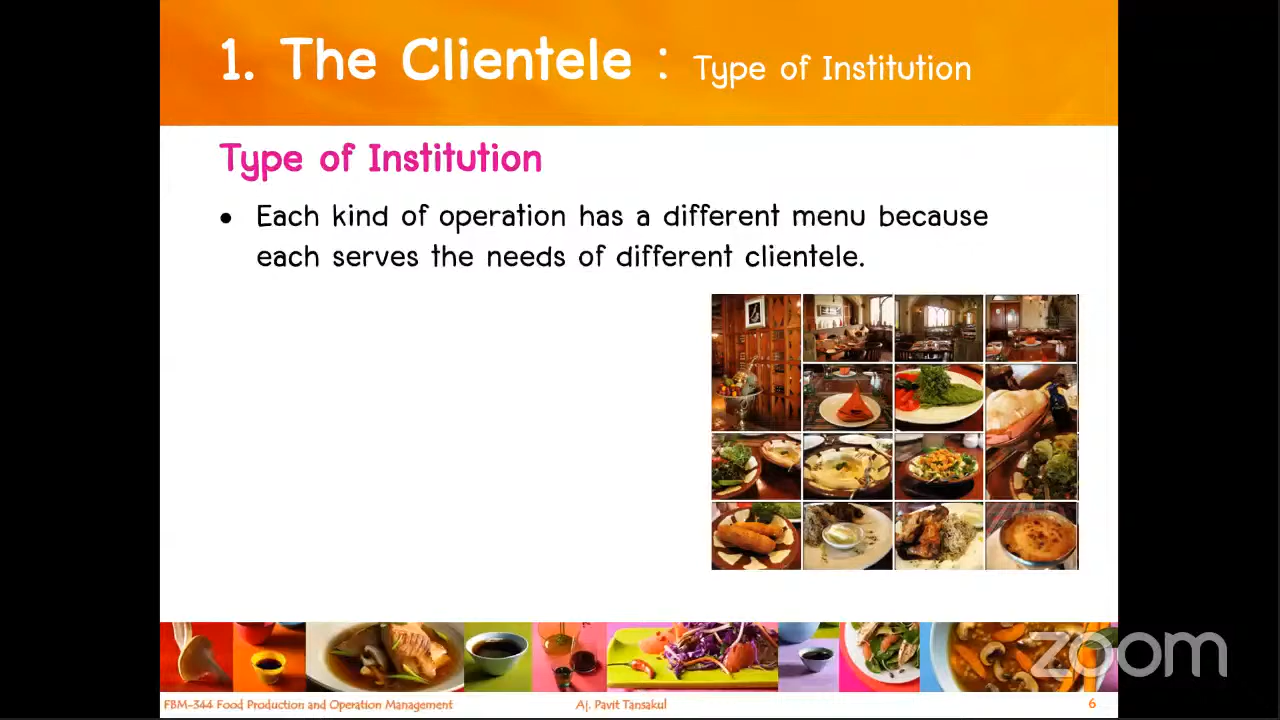 1. The Clientele : Type of Institution
Type of Institution
• Each kind of operation has a different menu because
each serves the needs of different clientele.
zoom
FBM-344 Food Production and Operation Management
Aj. Pavit Tansakul
6